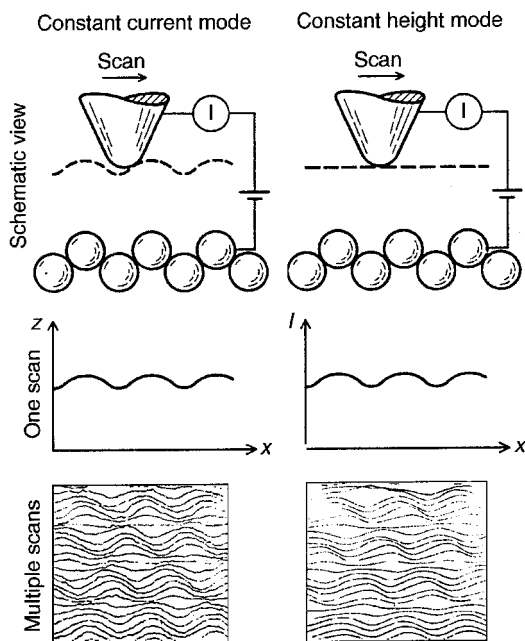 Constant current mode
Constant height mode
Schematic view
Scan
I
Scan
I
One scan
z
x
I
x
Multiple scans